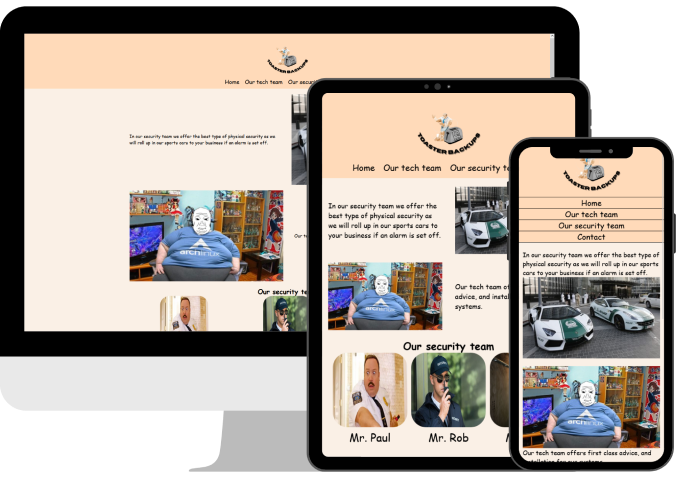 TOASTER BACKUPS
Home Our tech team Our
In our security team we offer the best type of physical security as we
will roll up in our sports cars to your business if an alarm is set off.
archlinux
Our security
TOASTER BACKUPS
Home Our tech team Our security
In our security team we offer the
best type of physical security as
we will roll up in our sports cars to
your business if an alarm is set off.
archlinux
Our tech team
advice, and
systems.
Our security team
Mr. Paul
Mr. Rob
TOASTER BACKUPS
Home
Our tech team
Our security team
Contact
In our security team we offer the best type of
physical security as we will roll up in our sports
cars to your business if an alarm is set off.
archlinux
Our tech team offers first class advice, and